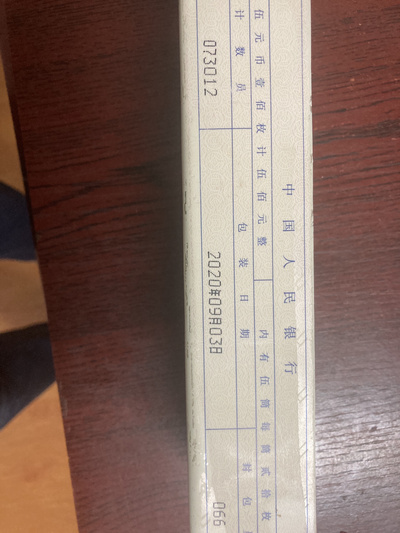 中国人民银行
伍元币壹佰枚计伍佰元整
内有伍筒每筒贰拾枚
计数员
包装日期
封包
073012
2020年09月03日
066